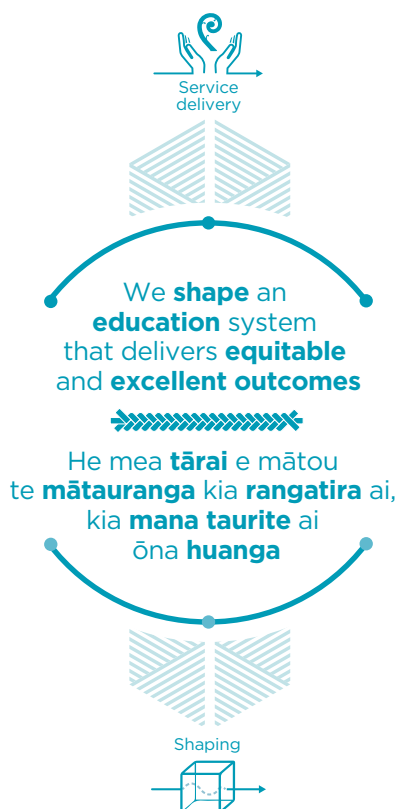 Service
delivery
We shape an
education system
that delivers equitable
and excellent outcomes
He mea tārai e mātou
te mātauranga kia rangatira ai,
kia mana taurite ai
ōna huanga
Shaping